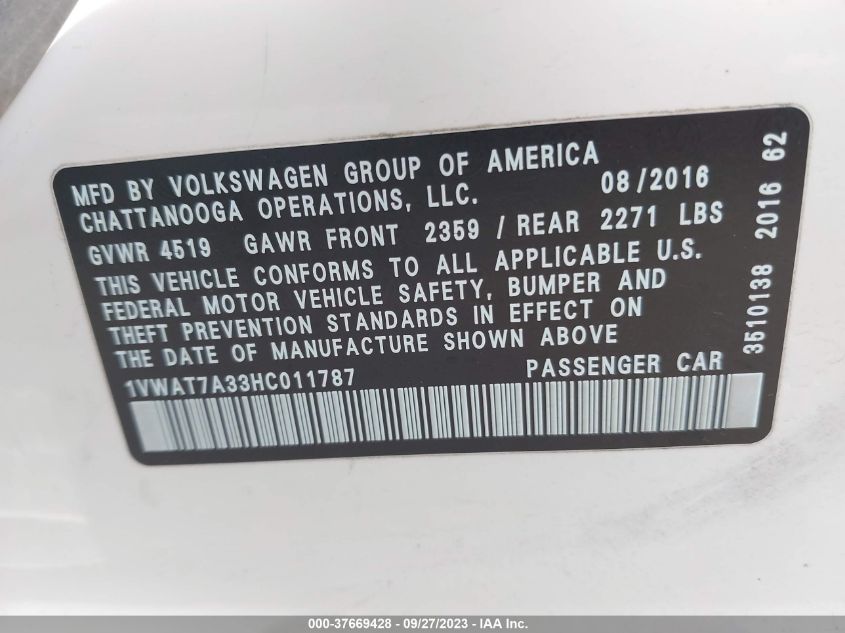 MFD BY VOLKSWAGEN GROUP OF AMERICA
CHATTANOOGA OPERATIONS, LLC. 08/2016
GVWR 4519 GAWR FRONT 2359 / REAR 2271 LBS
THIS VEHICLE CONFORMS TO ALL APPLICABLE U.S.
FEDERAL MOTOR VEHICLE SAFETY, BUMPER AND
THEFT PREVENTION STANDARDS IN EFFECT ON
THE DATE OF MANUFACTURE SHOWN ABOVE
1VWAT7A33HC011787 PASSENGER CAR
3510138 2016 62
000-37669428 - 09/27/2023 - IAA Inc.